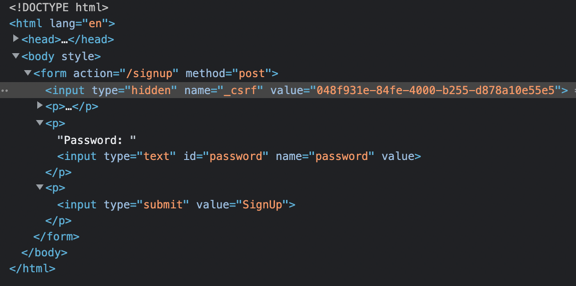 <!DOCTYPE html>
<html lang="en">
<head>…</head>
<body style>
<form action="/signup" method="post">
<input type="hidden" name="_csrf" value="048f931e-84fe-4000-b255-d878a10e55e5">
<p>…</p>
<p>
"Password: "
<input type="text" id="password" name="password" value>
</p>
<p>
<input type="submit" value="SignUp">
</p>
</form>
</body>
</html>